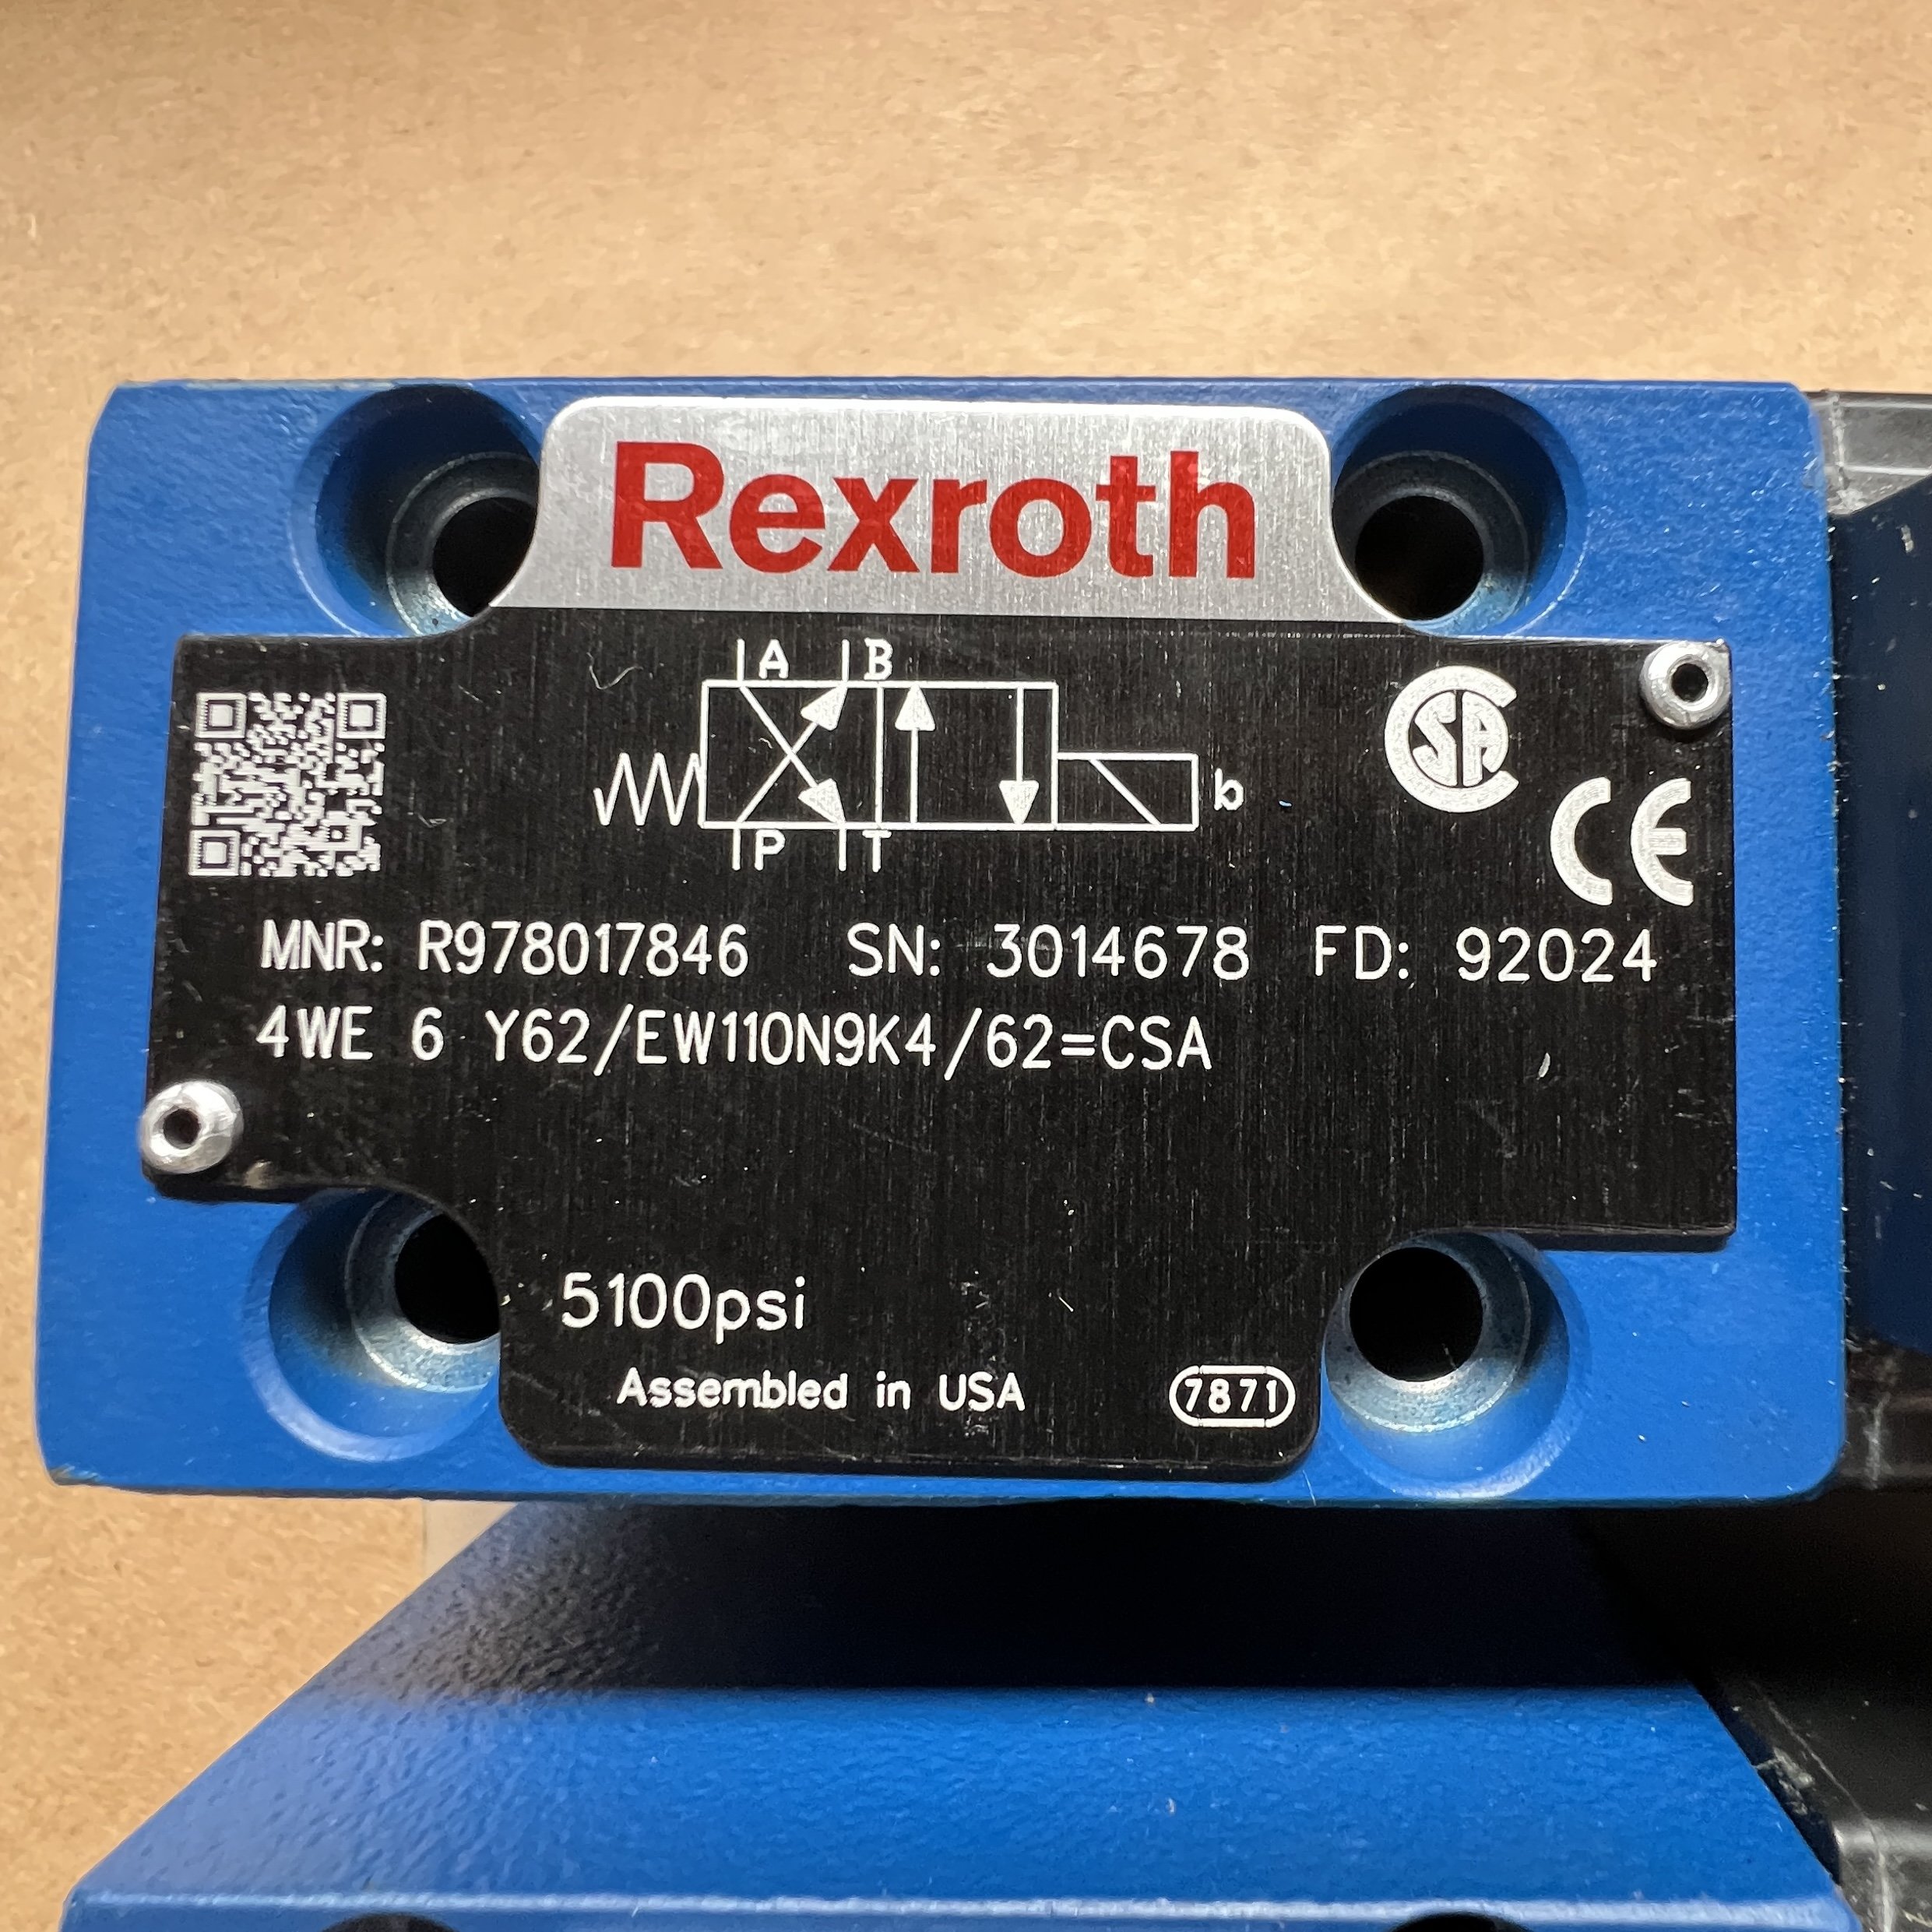 Rexroth
A B
b
P T
CSA
CE
MNR: R978017846 SN: 3014678 FD: 92024
4WE 6 Y62/EW110N9K4/62=CSA
5100psi
Assembled in USA 7871